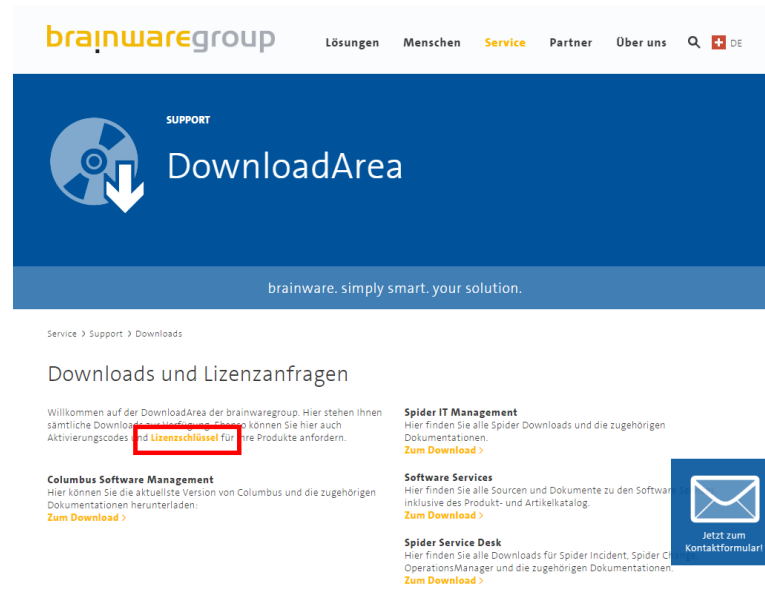 brainwaregroup
Lösungen Menschen Service Partner Über uns DE
SUPPORT
DownloadArea
brainware. simply smart. your solution.
Service > Support > Downloads
Downloads und Lizenzanfragen
Willkommen auf der DownloadArea der brainwaregroup. Hier stehen Ihnen
sämtliche Downloads zur Verfügung. Ebenso können Sie hier auch
Aktivierungscodes und Lizenzschlüssel für Ihre Produkte anfordern.
Columbus Software Management
Hier können Sie die aktuellste Version von Columbus und die zugehörigen
Dokumentationen herunterladen:
Zum Download >
Spider IT Management
Hier finden Sie alle Spider Downloads und die zugehörigen
Dokumentationen.
Zum Download >
Software Services
Hier finden Sie alle Sourcen und Dokumente zu den Software
inklusive des Produkt- und Artikelkatalog.
Zum Download >
Spider Service Desk
Hier finden Sie alle Downloads für Spider Incident, Spider Change
OperationsManager und die zugehörigen Dokumentationen.
Zum Download >
Jetzt zum
Kontaktformular!